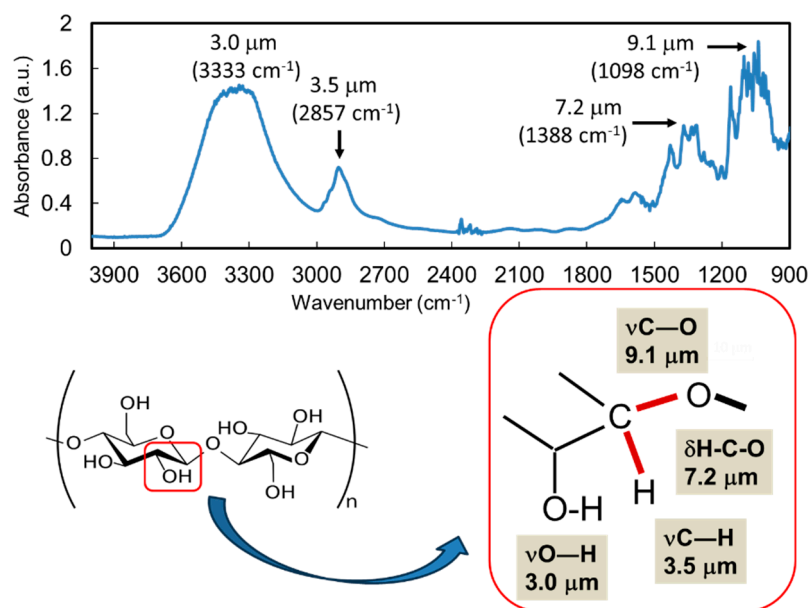 2
1.6
1.2
0.8
0.4
0
Absorbance (a.u.)
3.0 μm
(3333 cm⁻¹)
3.5 μm
(2857 cm⁻¹)
9.1 μm
(1098 cm⁻¹)
7.2 μm
(1388 cm⁻¹)
3900 3600 3300 3000 2700 2400 2100 1800 1500 1200 900
Wavenumber (cm⁻¹)
OH
O
O
HO
OH
O
OH
HO
O
OH
n
νC—O
9.1 μm
C
O
H
O-H
δH-C-O
7.2 μm
νC—H
3.5 μm
νO—H
3.0 μm